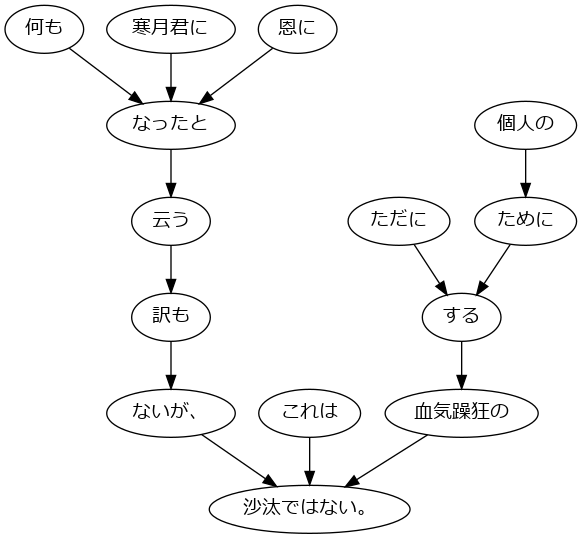 何も
寒月君に
恩に
なったと
個人の
云う
ただに
ために
訳も
する
ないが、
これは
血気躁狂の
沙汰ではない。